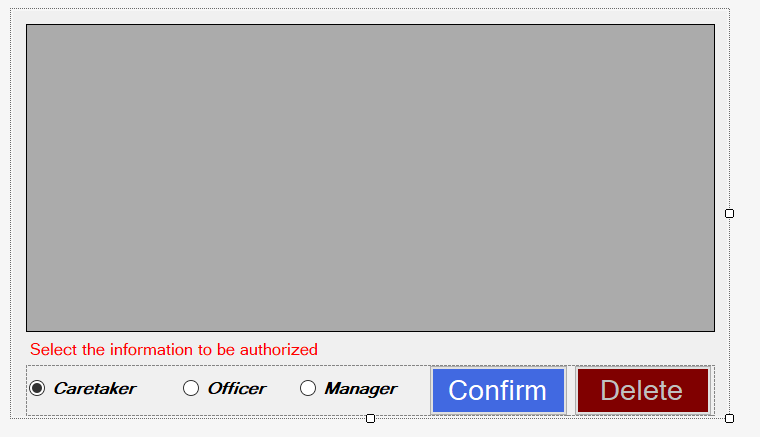 Select the information to be authorized
Caretaker Officer Manager Confirm Delete